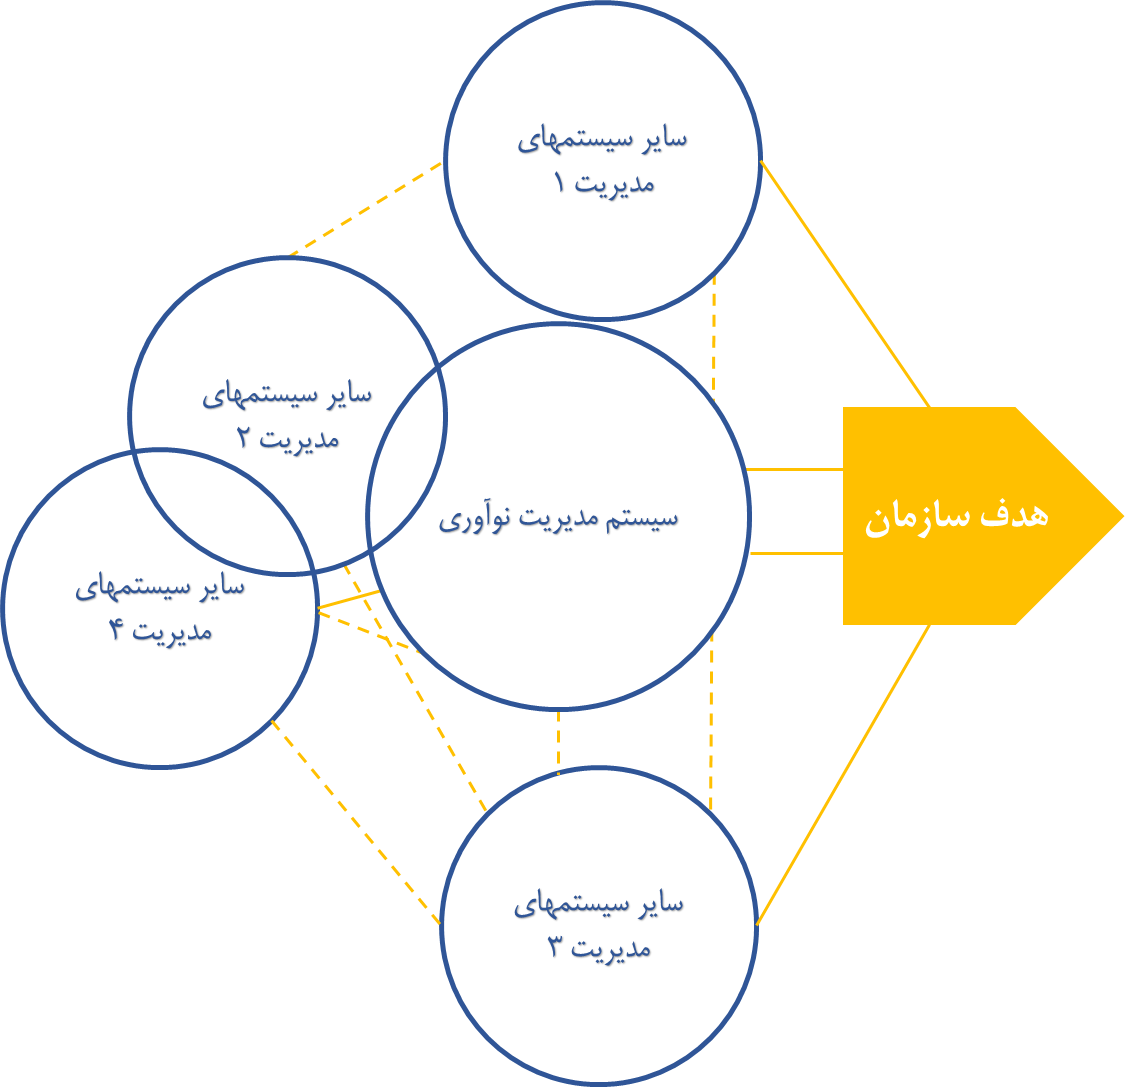 سایر سیستمهای
مدیریت ۱
سایر سیستمهای
مدیریت ۲
سیستم مدیریت نوآوری
هدف سازمان
سایر سیستمهای
مدیریت ۴
سایر سیستمهای
مدیریت ۳